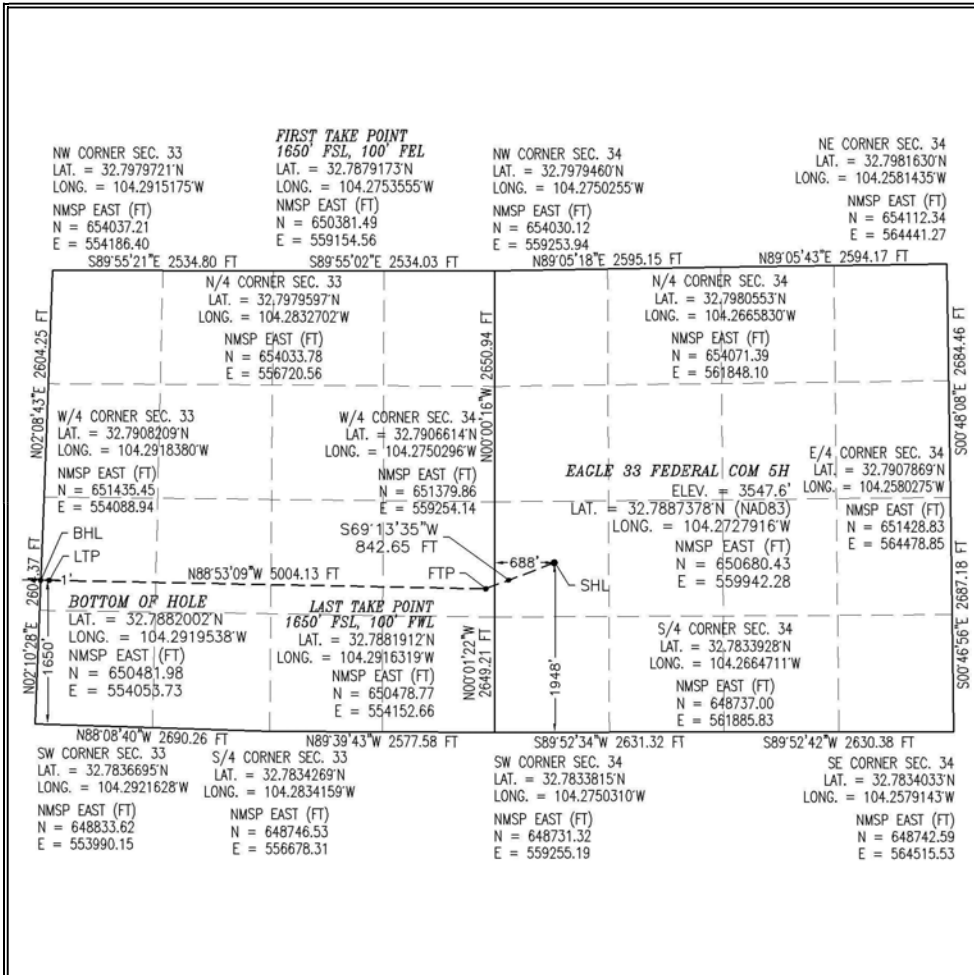 NW CORNER SEC. 33
LAT. = 32.7979721°N
LONG. = 104.2915175°W
NMSP EAST (FT)
N = 654037.21
E = 554186.40
FIRST TAKE POINT
1650' FSL, 100' FEL
LAT. = 32.7879173°N
LONG. = 104.2753555°W
NMSP EAST (FT)
N = 650381.49
E = 559154.56
NW CORNER SEC. 34
LAT. = 32.7979460°N
LONG. = 104.2750255°W
NMSP EAST (FT)
N = 654030.12
E = 559253.94
NE CORNER SEC. 34
LAT. = 32.7981630°N
LONG. = 104.2581435°W
NMSP EAST (FT)
N = 654112.34
E = 564441.27
S89°55'21"E 2534.80 FT
S89°55'02"E 2534.03 FT
N89°05'18"E 2595.15 FT
N89°05'43"E 2594.17 FT
N/4 CORNER SEC. 33
LAT. = 32.7979597°N
LONG. = 104.2832702°W
NMSP EAST (FT)
N = 654033.78
E = 556720.56
N/4 CORNER SEC. 34
LAT. = 32.7980553°N
LONG. = 104.2665830°W
NMSP EAST (FT)
N = 654071.39
E = 561848.10
N02°08'43"E 2604.25 FT
N00°00'16"W 2650.94 FT
S00°48'08"E 2684.46 FT
W/4 CORNER SEC. 33
LAT. = 32.7908209°N
LONG. = 104.2918380°W
NMSP EAST (FT)
N = 651435.45
E = 554088.94
W/4 CORNER SEC. 34
LAT. = 32.7906614°N
LONG. = 104.2750296°W
NMSP EAST (FT)
N = 651379.86
E = 559254.14
EAGLE 33 FEDERAL COM 5H
ELEV. = 3547.6'
LAT. = 32.7887378°N (NAD83)
LONG. = 104.2727916°W
NMSP EAST (FT)
N = 650680.43
E = 559942.28
E/4 CORNER SEC. 34
LAT. = 32.7907869°N
LONG. = 104.2580275°W
NMSP EAST (FT)
N = 651428.83
E = 564478.85
S69°13'35"W
842.65 FT
BHL
LTP
1'
N88°53'09"W 5004.13 FT
FTP
688'
SHL
BOTTOM OF HOLE
LAT. = 32.7882002°N
LONG. = 104.2919538°W
NMSP EAST (FT)
N = 650481.98
E = 554053.73
LAST TAKE POINT
1650' FSL, 100' FWL
LAT. = 32.7881912°N
LONG. = 104.2916319°W
NMSP EAST (FT)
N = 650478.77
E = 554152.66
S/4 CORNER SEC. 34
LAT. = 32.7833928°N
LONG. = 104.2664711°W
NMSP EAST (FT)
N = 648737.00
E = 561885.83
N02°10'28"E
1650'
N00°01'22"W
2649.21 FT
1948'
S00°46'56"E 2687.18 FT
N88°08'40"W 2690.26 FT
N89°39'43"W 2577.58 FT
S89°52'34"W 2631.32 FT
S89°52'42"W 2630.38 FT
SW CORNER SEC. 33
LAT. = 32.7836695°N
LONG. = 104.2921628°W
NMSP EAST (FT)
N = 648833.62
E = 553990.15
S/4 CORNER SEC. 33
LAT. = 32.7834269°N
LONG. = 104.2834159°W
NMSP EAST (FT)
N = 648746.53
E = 556678.31
SW CORNER SEC. 34
LAT. = 32.7833815°N
LONG. = 104.2750310°W
NMSP EAST (FT)
N = 648731.32
E = 559255.19
SE CORNER SEC. 34
LAT. = 32.7834033°N
LONG. = 104.2579143°W
NMSP EAST (FT)
N = 648742.59
E = 564515.53